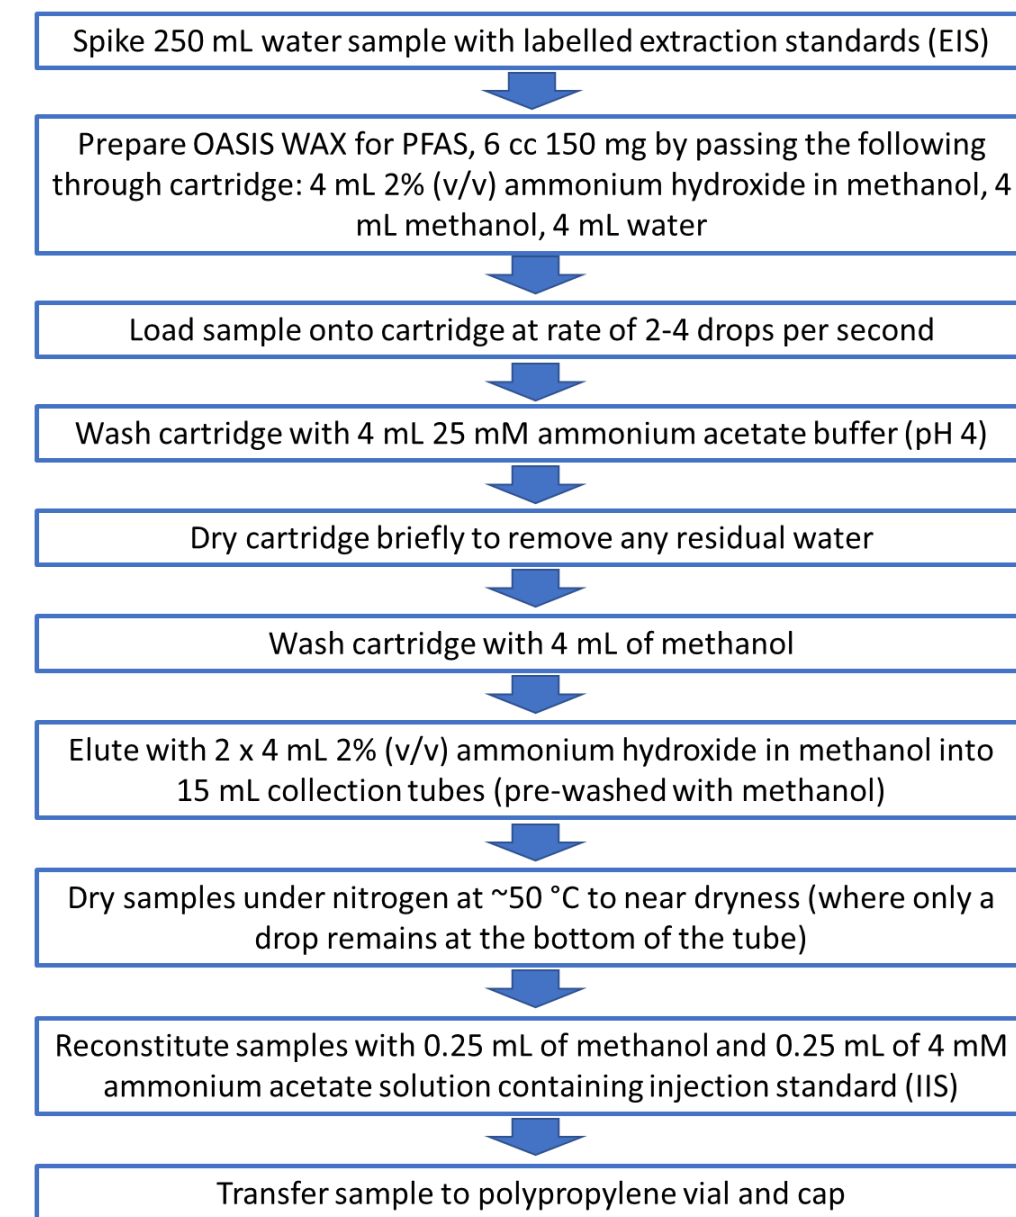 Spike 250 mL water sample with labelled extraction standards (EIS)
Prepare OASIS WAX for PFAS, 6 cc 150 mg by passing the following
through cartridge: 4 mL 2% (v/v) ammonium hydroxide in methanol, 4
mL methanol, 4 mL water
Load sample onto cartridge at rate of 2-4 drops per second
Wash cartridge with 4 mL 25 mM ammonium acetate buffer (pH 4)
Dry cartridge briefly to remove any residual water
Wash cartridge with 4 mL of methanol
Elute with 2 x 4 mL 2% (v/v) ammonium hydroxide in methanol into
15 mL collection tubes (pre-washed with methanol)
Dry samples under nitrogen at ~50 °C to near dryness (where only a
drop remains at the bottom of the tube)
Reconstitute samples with 0.25 mL of methanol and 0.25 mL of 4 mM
ammonium acetate solution containing injection standard (IIS)
Transfer sample to polypropylene vial and cap